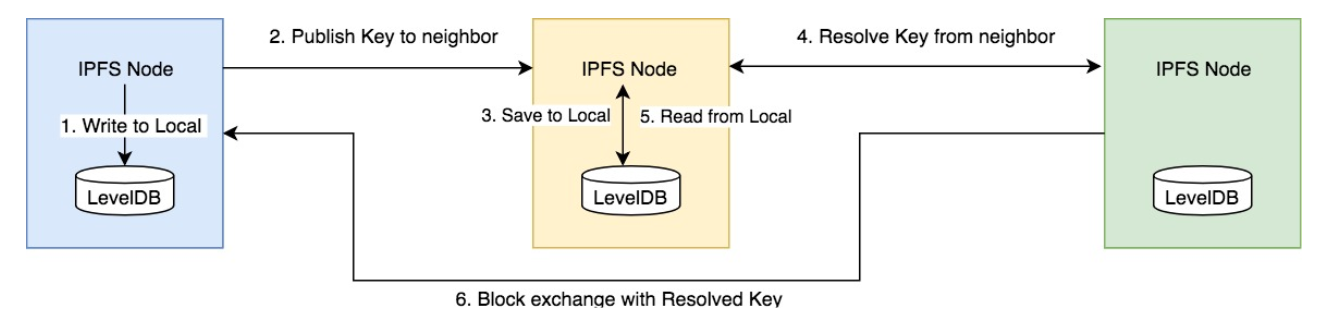 2. Publish Key to neighbor
4. Resolve Key from neighbor
IPFS Node
IPFS Node
IPFS Node
1. Write to Local
3. Save to Local
5. Read from Local
LevelDB
LevelDB
LevelDB
6. Block exchange with Resolved Key